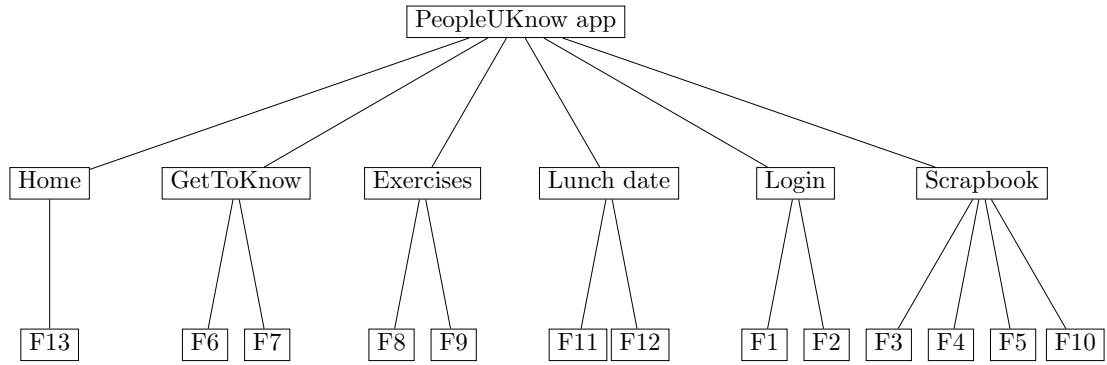 PeopleUKnow app
Home GetToKnow Exercises Lunch date Login Scrapbook
F13 F6 F7 F8 F9 F11 F12 F1 F2 F3 F4 F5 F10